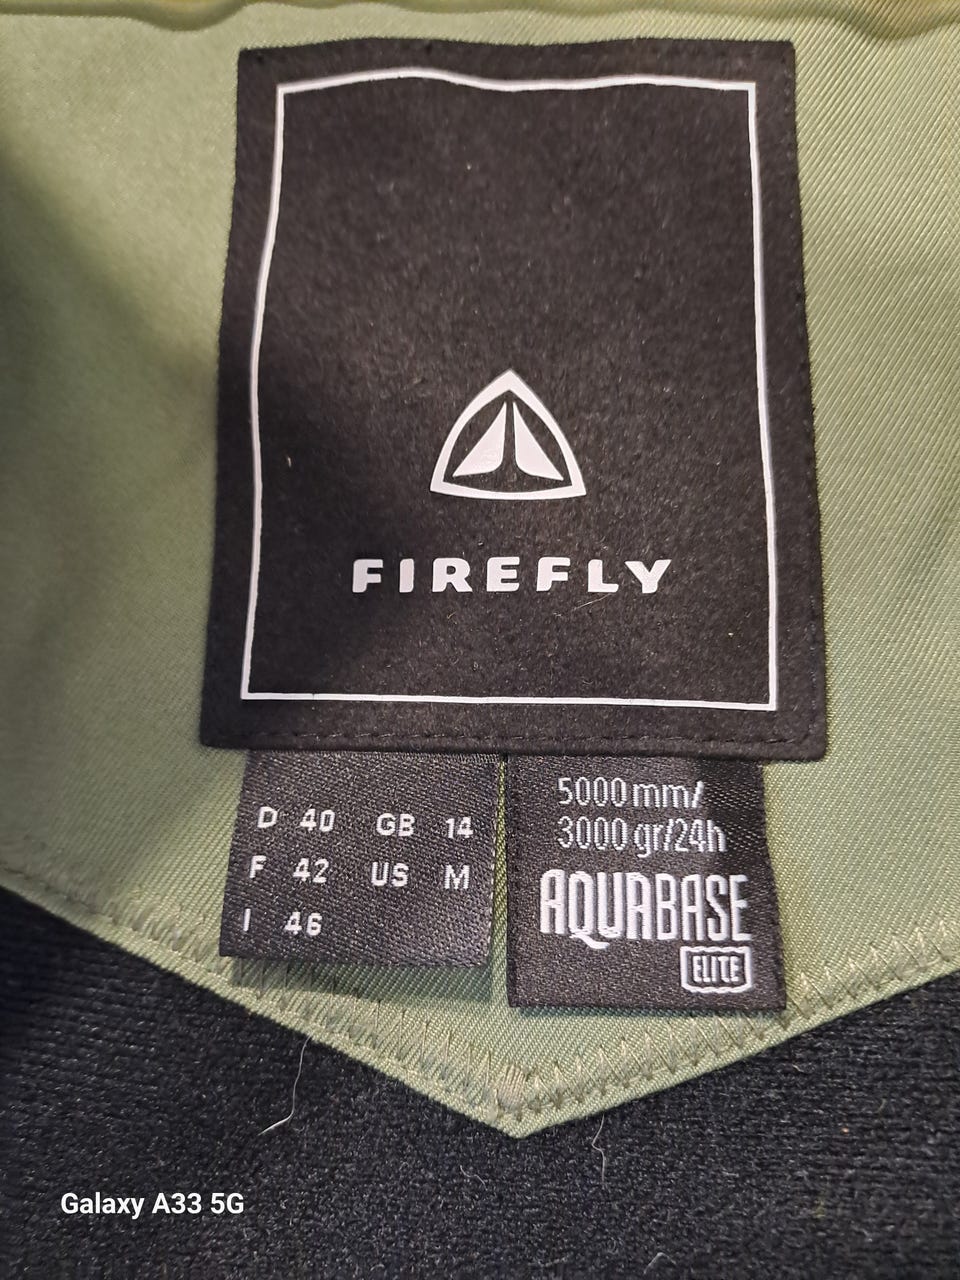 FIREFLY
D 40 GB 14
F 42 US M
I 46
5000 mm/
3000 gr/24h
AQUABASE
ELITE
Galaxy A33 5G